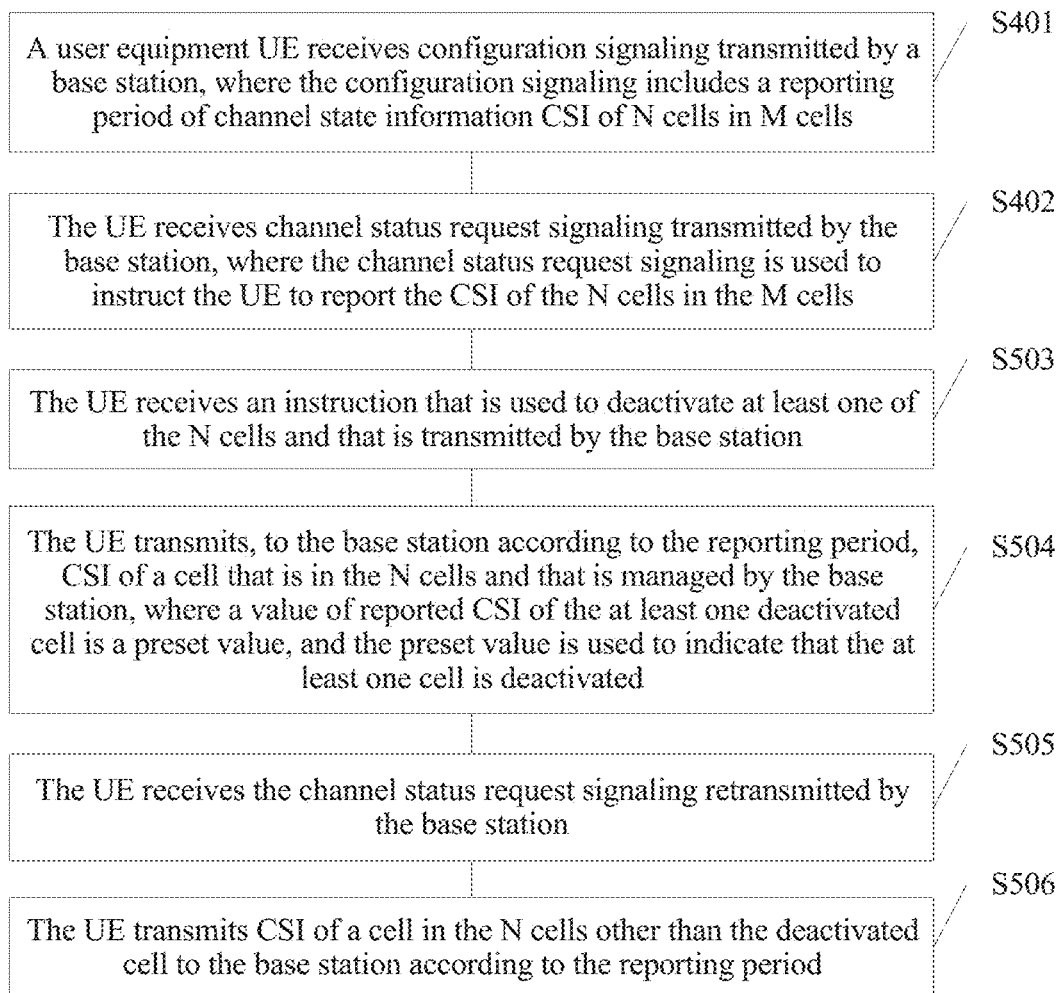 S401
A user equipment UE receives configuration signaling transmitted by a
base station, where the configuration signaling includes a reporting
period of channel state information CSI of N cells in M cells
S402
The UE receives channel status request signaling transmitted by the
base station, where the channel status request signaling is used to
instruct the UE to report the CSI of the N cells in the M cells
S503
The UE receives an instruction that is used to deactivate at least one of
the N cells and that is transmitted by the base station
S504
The UE transmits, to the base station according to the reporting period,
CSI of a cell that is in the N cells and that is managed by the base
station, where a value of reported CSI of the at least one deactivated
cell is a preset value, and the preset value is used to indicate that the at
least one cell is deactivated
S505
The UE receives the channel status request signaling retransmitted by
the base station
S506
The UE transmits CSI of a cell in the N cells other than the deactivated
cell to the base station according to the reporting period